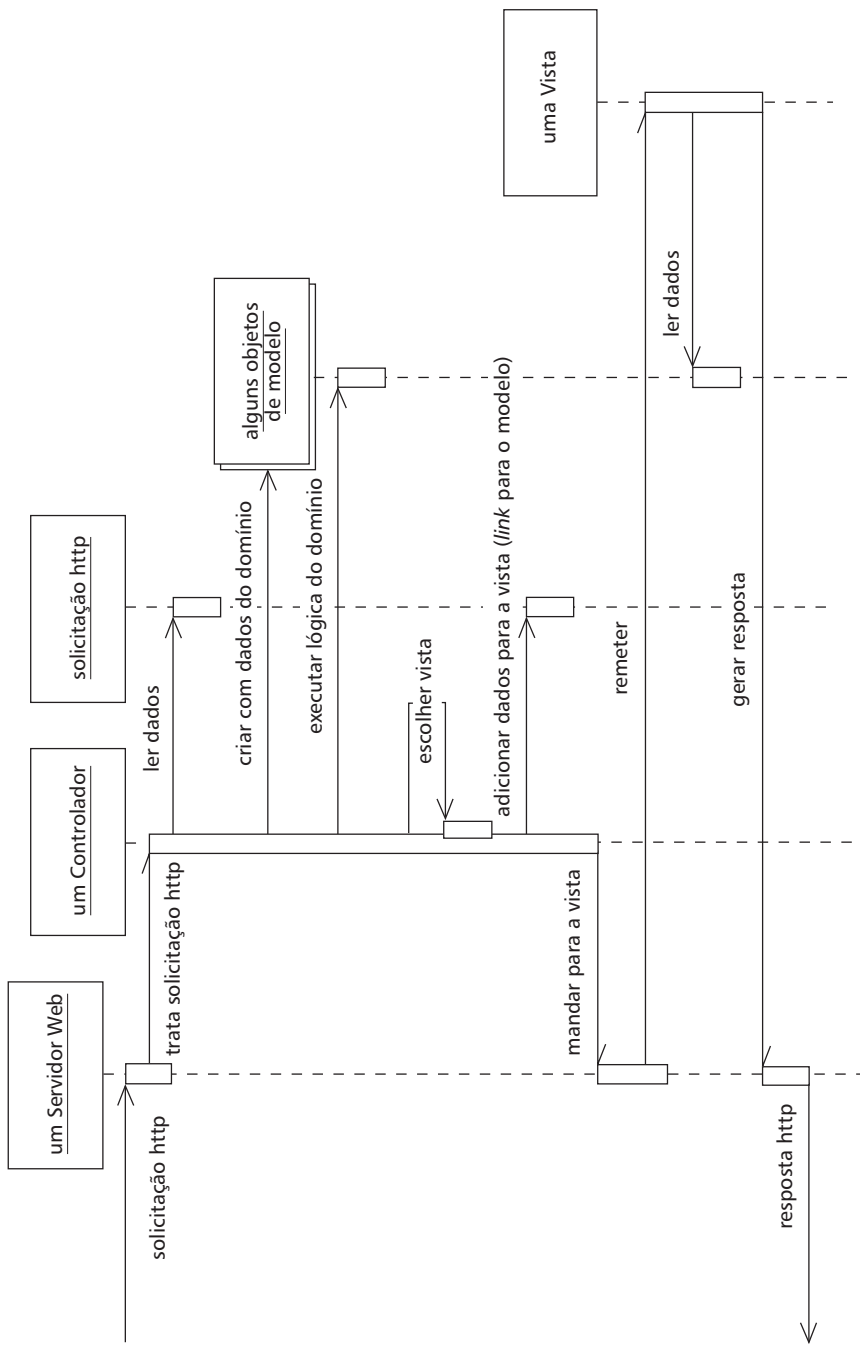 um Servidor Web
um Controlador
solicitação http
alguns objetos
de modelo
uma Vista
solicitação http
trata solicitação http
ler dados
criar com dados do domínio
executar lógica do domínio
escolher vista
adicionar dados para a vista (link para o modelo)
mandar para a vista
remeter
ler dados
gerar resposta
resposta http